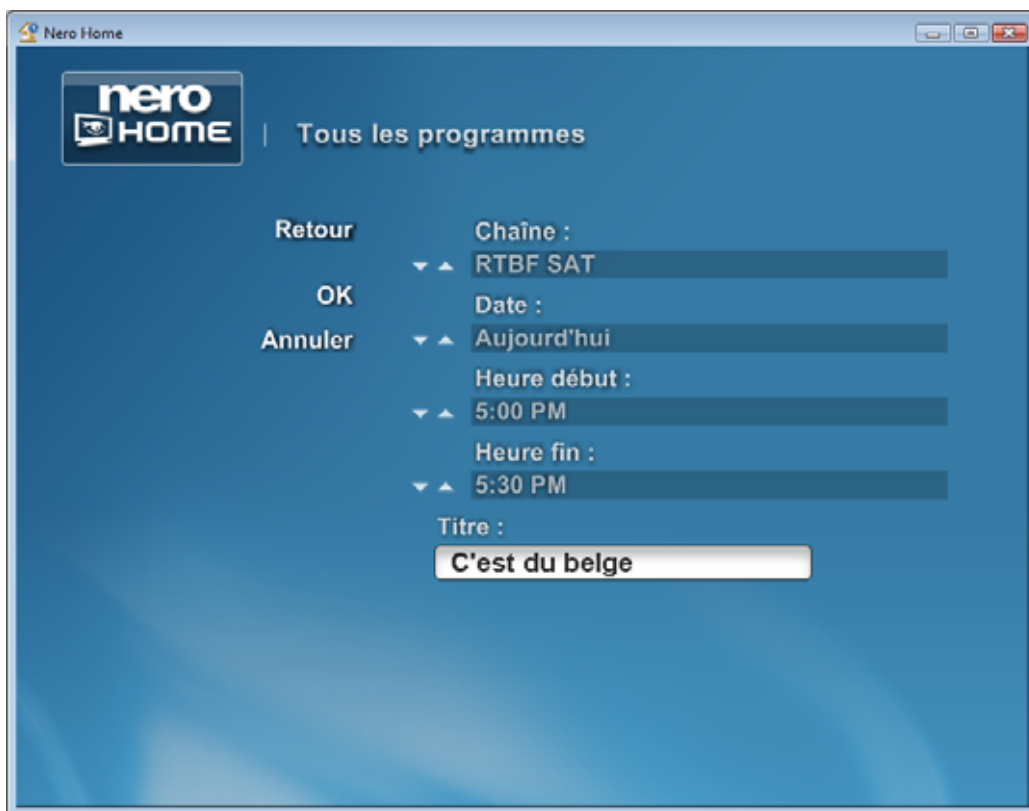 Nero Home
nero
HOME
| Tous les programmes
Retour
Chaîne :
RTBF SAT
OK
Date :
Annuler
Aujourd'hui
Heure début :
5:00 PM
Heure fin :
5:30 PM
Titre :
C'est du belge